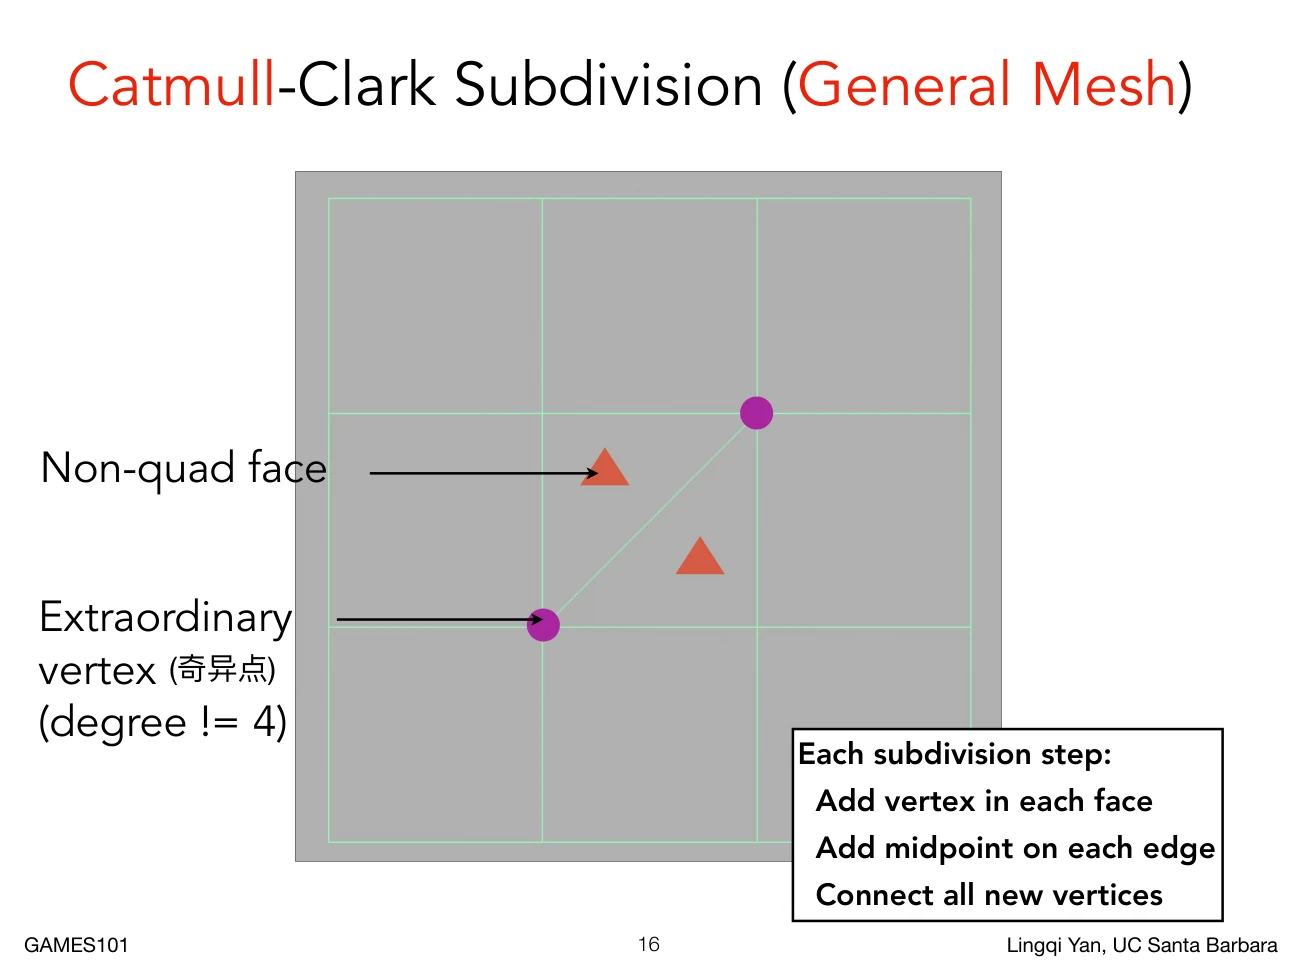 Catmull-Clark Subdivision (General Mesh)
Non-quad face
Extraordinary
vertex (奇异点)
(degree != 4)
Each subdivision step:
Add vertex in each face
Add midpoint on each edge
Connect all new vertices
GAMES101
16
Lingqi Yan, UC Santa Barbara